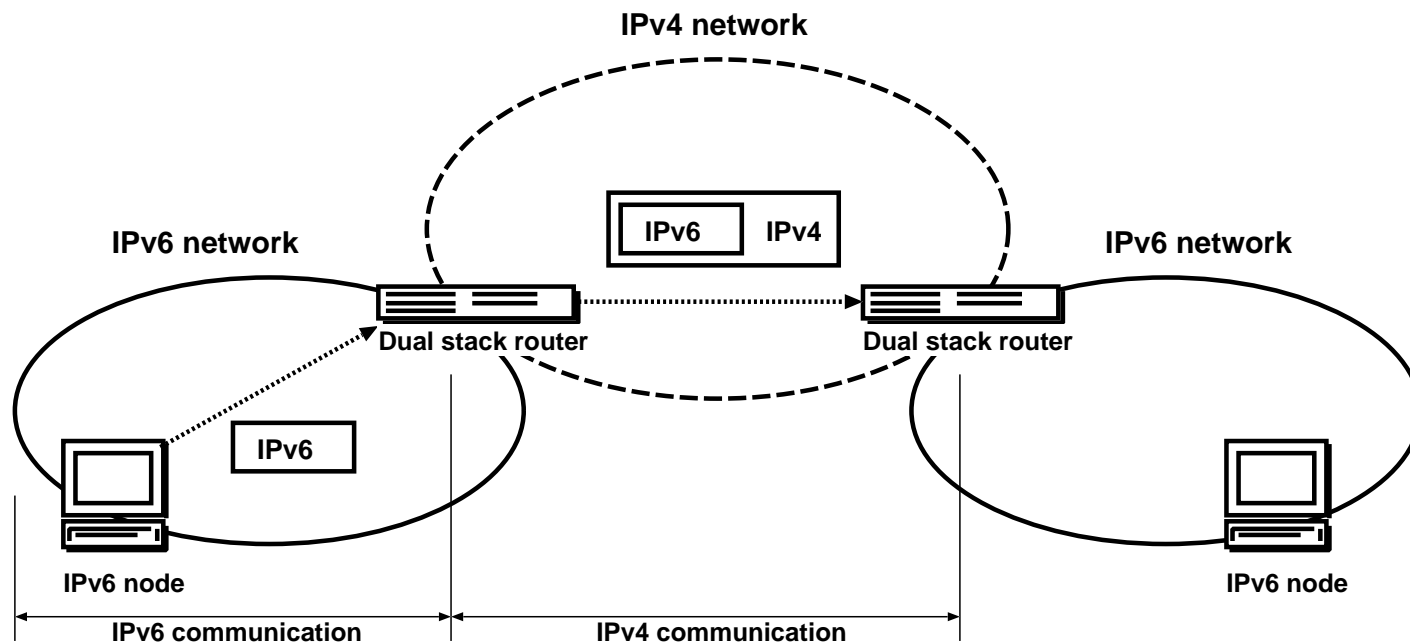 IPv4 network
IPv6 IPv4
IPv6 network
IPv6 network
Dual stack router
Dual stack router
IPv6
IPv6 node
IPv6 node
IPv6 communication
IPv4 communication